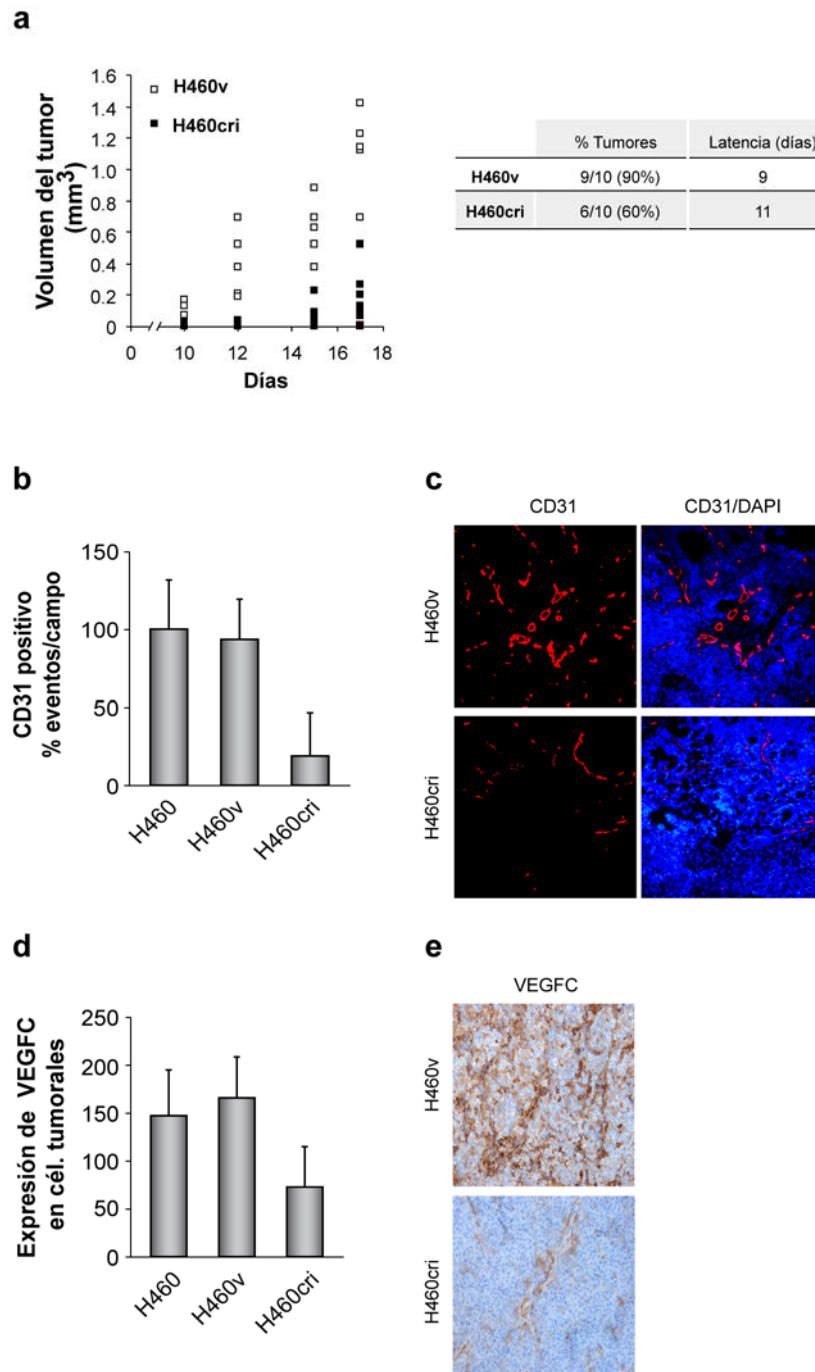 a
Volumen del tumor
(mm³)
1.6
1.4
1.2
1.0
0.8
0.6
0.4
0.2
0
H460v
H460cri
0 10 12 14 16 18
Días
% Tumores Latencia (días)
H460v 9/10 (90%) 9
H460cri 6/10 (60%) 11
b
CD31 positivo
% eventos/campo
150
100
50
0
H460 H460v H460cri
c
CD31 CD31/DAPI
H460v
H460cri
d
Expresión de VEGFC
en cél. tumorales
250
200
150
100
50
0
H460 H460v H460cri
e
VEGFC
H460v
H460cri